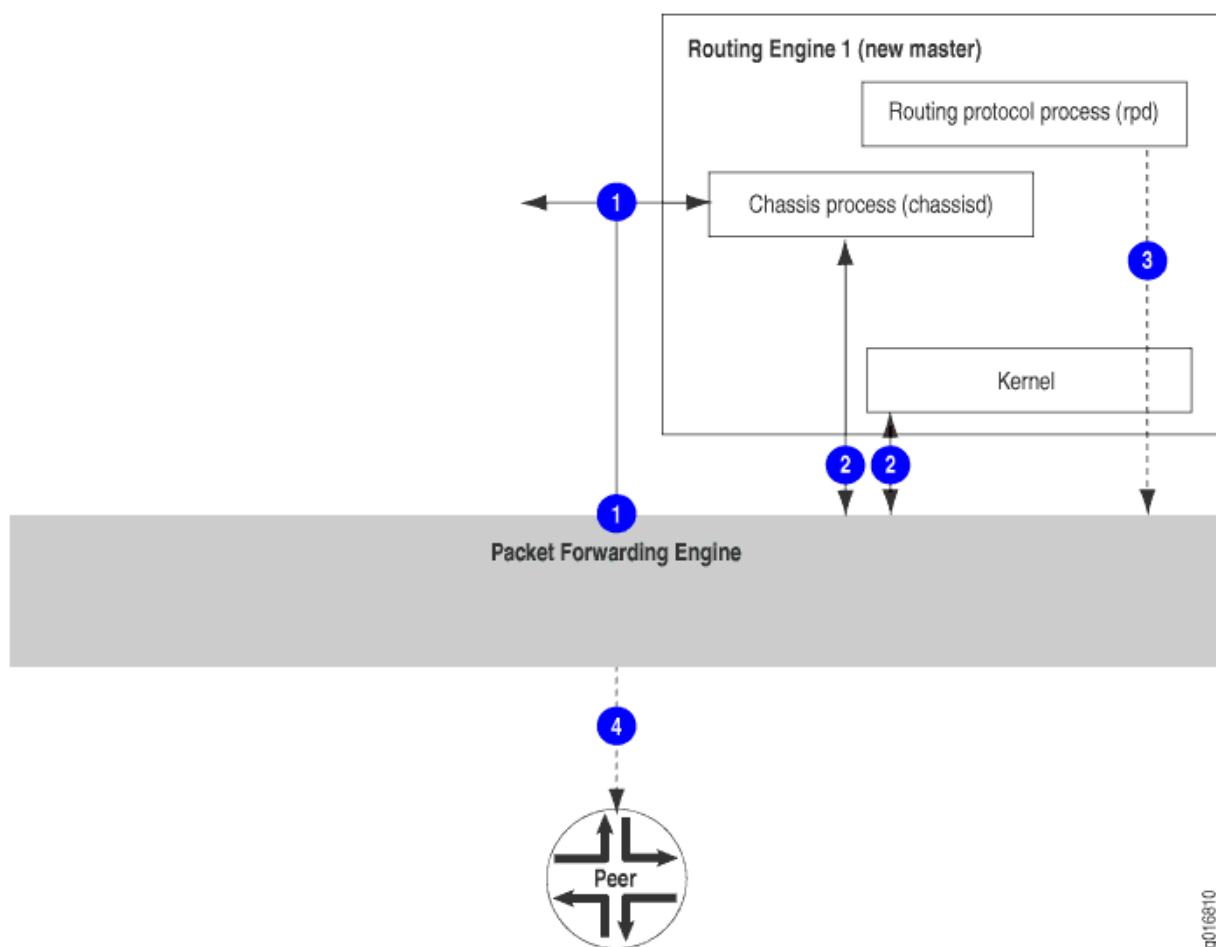 Routing Engine 1 (new master)
Routing protocol process (rpd)
1
Chassis process (chassisd)
3
Kernel
2
2
1
Packet Forwarding Engine
4
Peer
g016810